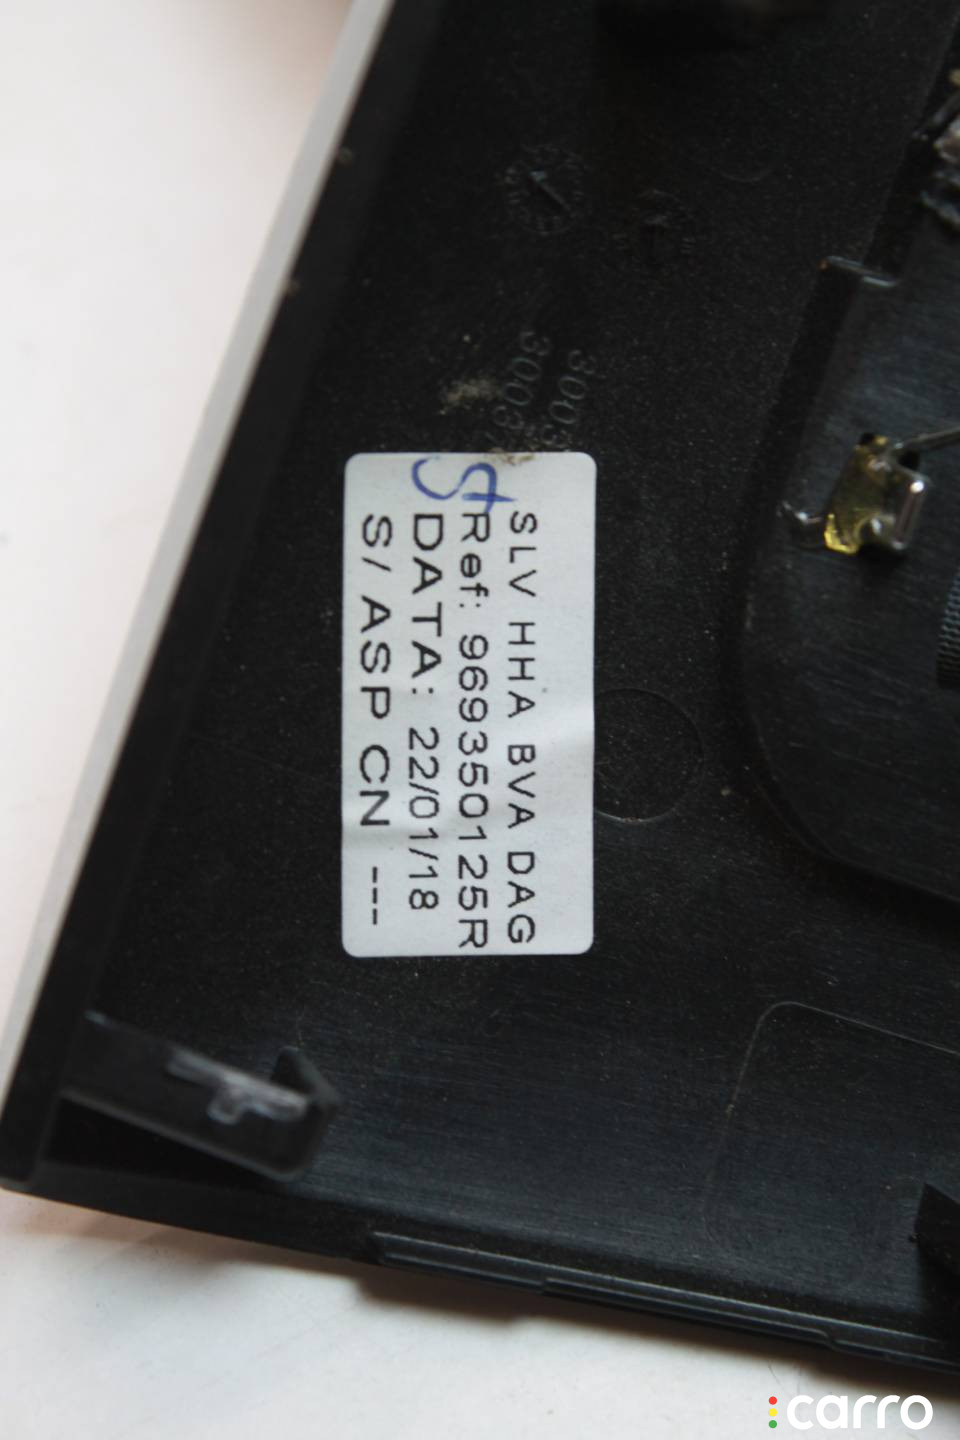 SLV HHA BVA DAG
Ref: 969350125R
DATA: 22/01/18
S/ ASP CN ---
carro